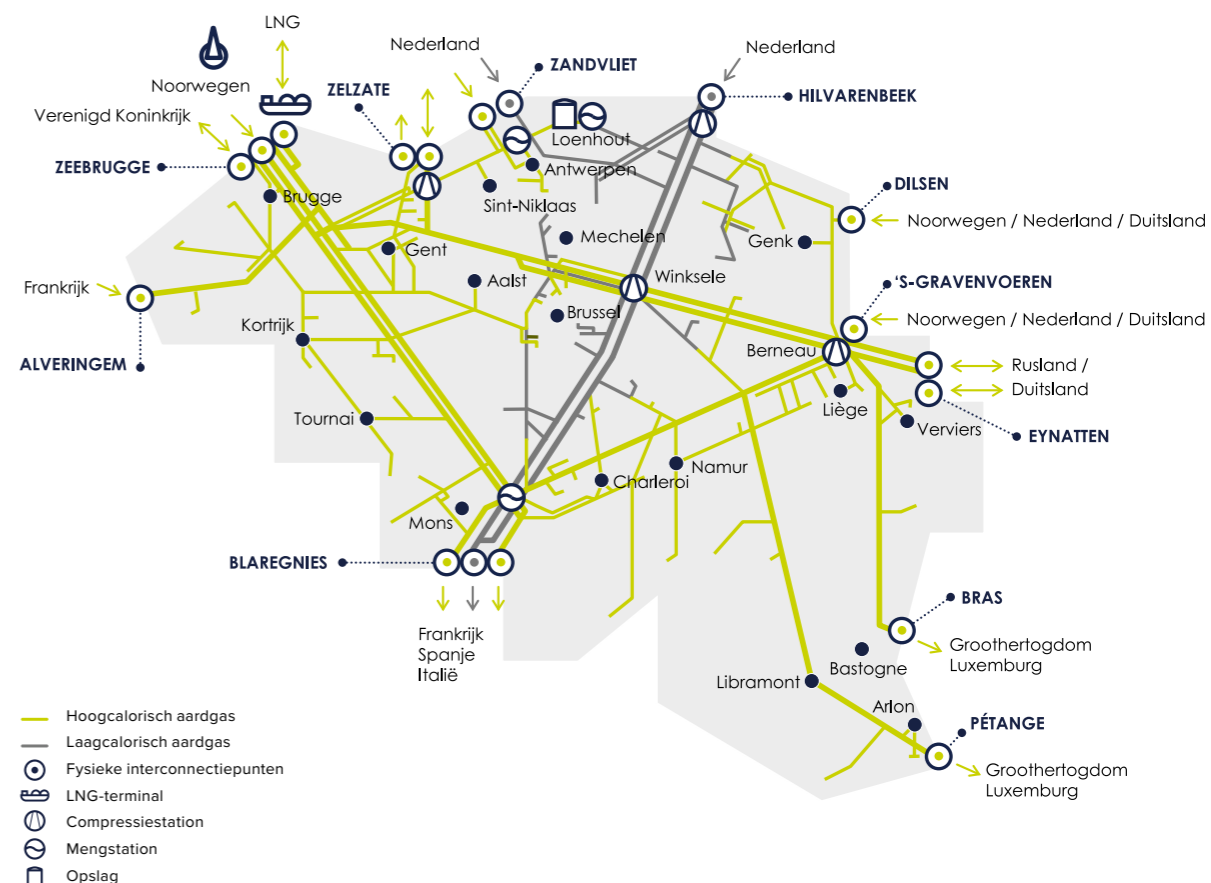 LNG
Nederland
Nederland
ZANDVLIET
Noorwegen
ZELZATE
HILVARENBEEK
Verenigd Koninkrijk
Loenhout
ZEEBRUGGE
Antwerpen
DILSEN
Brugge
Sint-Niklaas
Noorwegen / Nederland / Duitsland
Mechelen
Genk
Gent
Winksele
Aalst
'S-GRAVENVOEREN
Frankrijk
Brussel
Noorwegen / Nederland / Duitsland
Kortrijk
Berneau
ALVERINGEM
Rusland /
Duitsland
Liège
Tournai
Verviers
EYNATTEN
Namur
Charleroi
Mons
BLAREGNIES
BRAS
Frankrijk
Spanje
Italië
Groothertogdom
Luxemburg
Bastogne
Libramont
Arlon
PÉTANGE
Groothertogdom
Luxemburg
Hoogcalorisch aardgas
Laagcalorisch aardgas
Fysieke interconnectiepunten
LNG-terminal
Compressiestation
Mengstation
Opslag